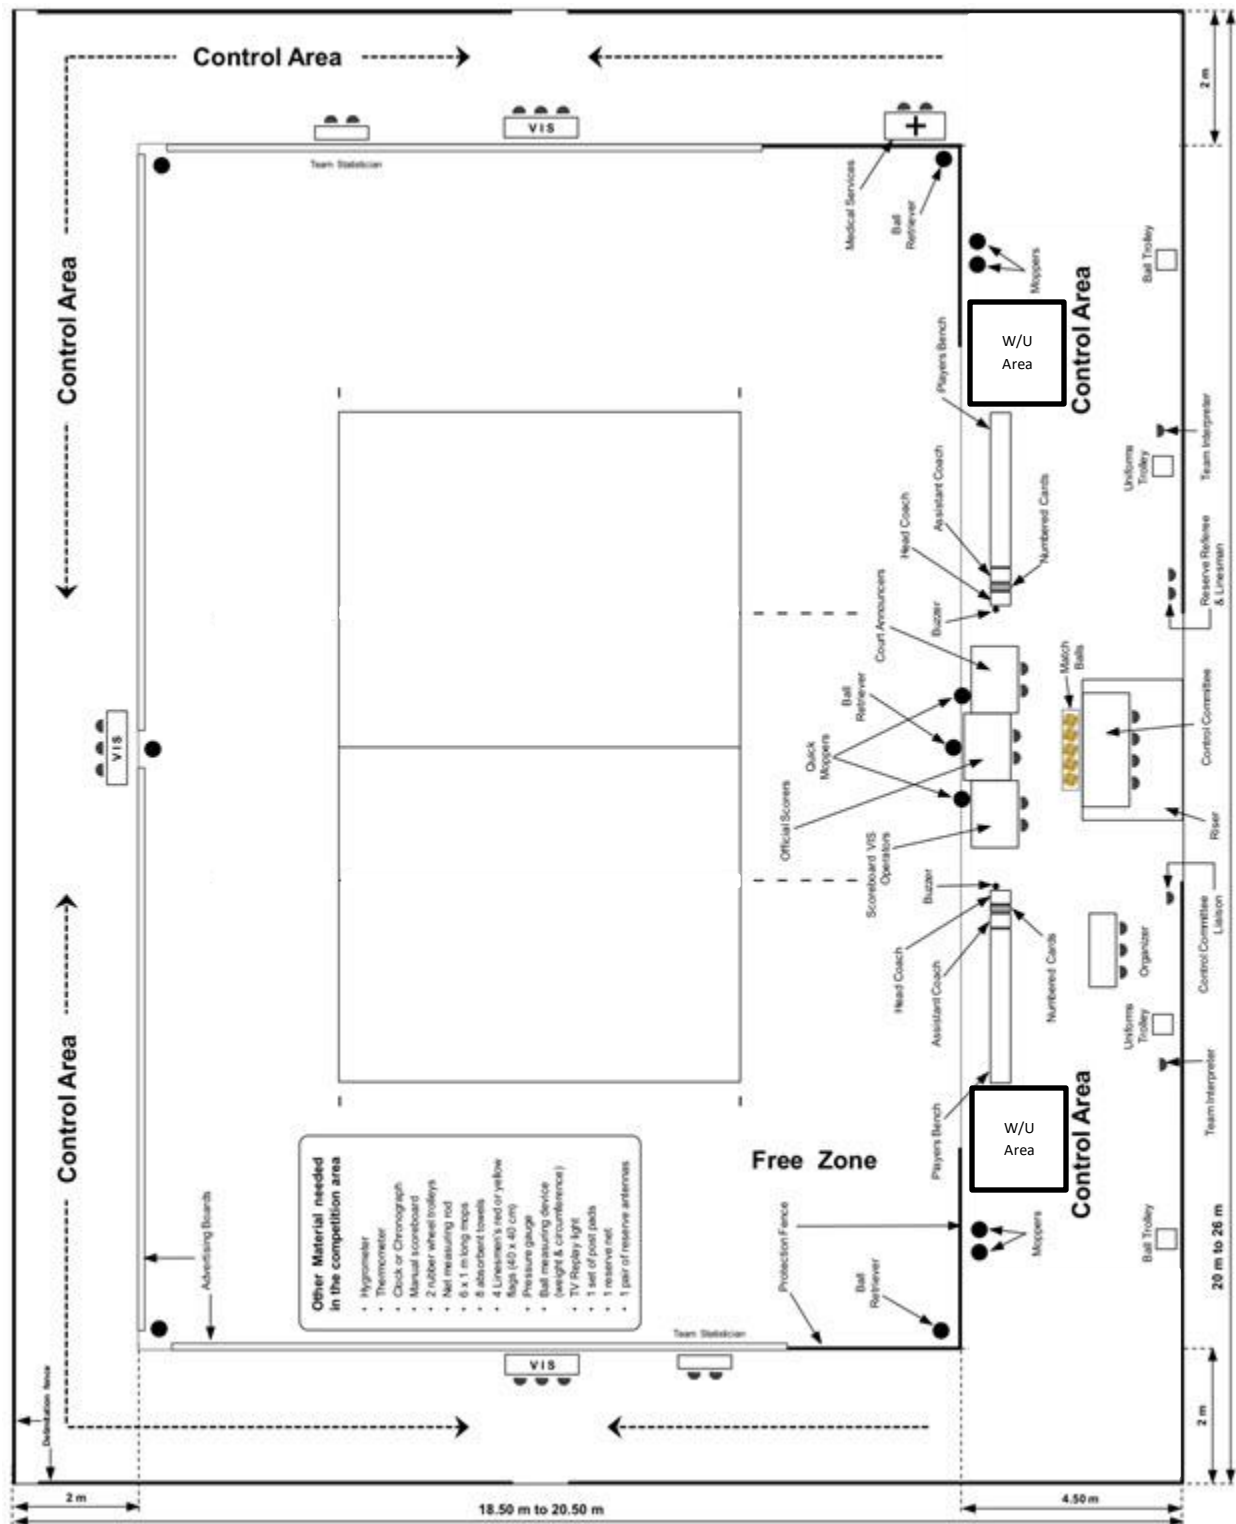 Control Area
2 m
VIS
Team Statistician
Medical Services
Ball
Retriever
Moppers
Ball Trolley
Control Area
W/U
Area
Control Area
Players Bench
Assistant Coach
Head Coach
Numbered Cards
Uniforms
Trolley
Team Interpreter
Buzzer
Court Announcers
Reserve Referee
& Linesman
Match
Balls
Ball
Retriever
Quick
Moppers
VIS
Control Committee
Official Scorers
Riser
Scoreboard VIS
Operators
Buzzer
Head Coach
Assistant Coach
Numbered Cards
Organizer
Control Committee
Liaison
Uniforms
Trolley
Team Interpreter
Control Area
Players Bench
W/U
Area
Control Area
Free Zone
Protection Fence
Moppers
Ball Trolley
20 m to 26 m
Ball
Retriever
Advertising Boards
Other Material needed
in the competition area
• Hygrometer
• Thermometer
• Clock or Chronograph
• Manual scoreboard
• 2 rubber wheel trolleys
• Net measuring rod
• 6 x 1 m long mops
• 8 absorbent towels
• 4 Linesmen's red or yellow
flags (40 x 40 cm)
• Pressure gauge
• Ball measuring device
(weight & circumference)
• TV Replay light
• 1 set of post pads
• 1 reserve net
• 1 pair of reserve antennas
Team Statistician
VIS
Delimitation fence
2 m
2 m
18.50 m to 20.50 m
4.50 m